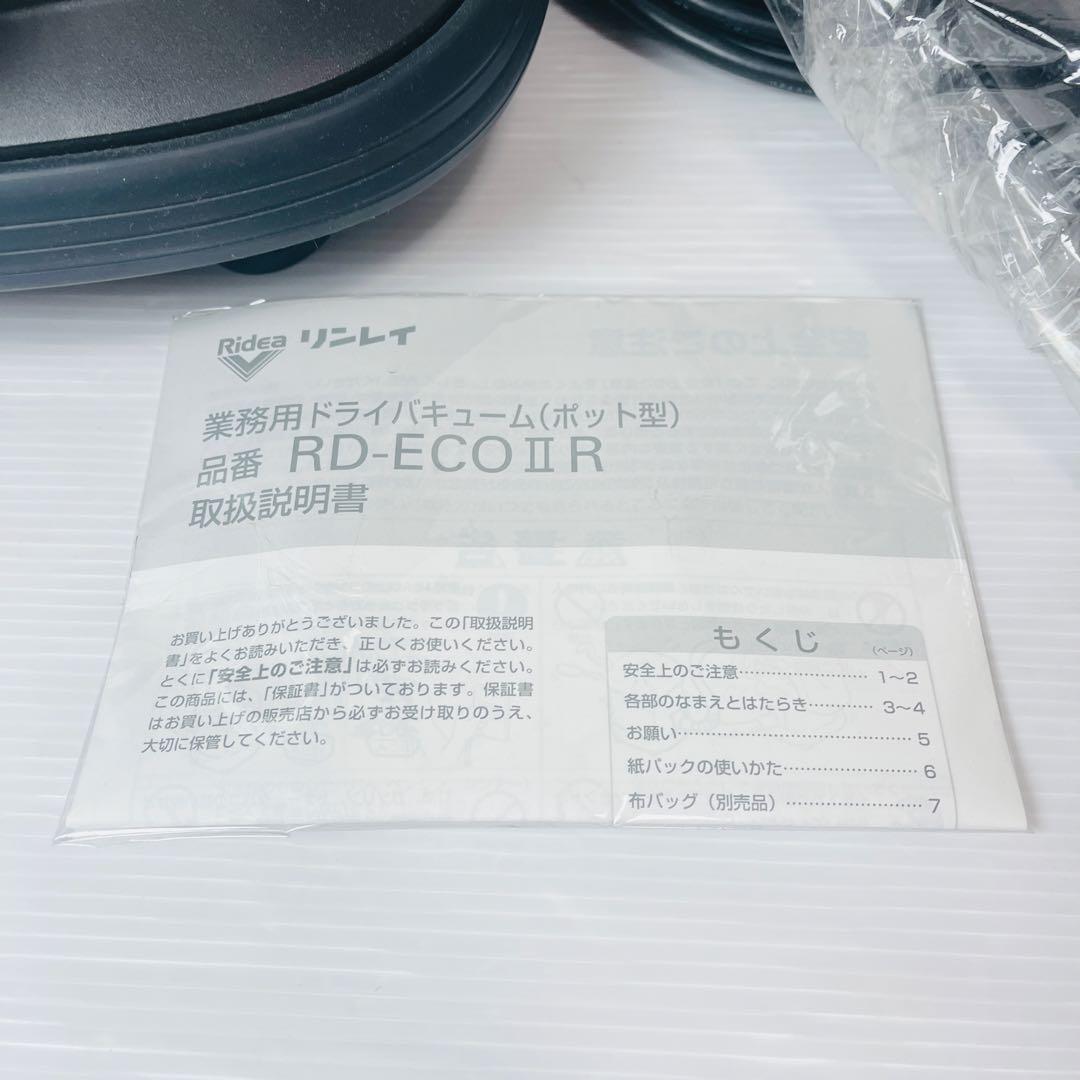 Ridea リンレイ
業務用ドライバキューム(ポット型)
品番 RD-ECOⅡR
取扱説明書
お買い上げありがとうございました。この「取扱説明
書」をよくお読みいただき、正しくお使いください。
とくに「安全上のご注意」は必ずお読みください。
この商品には、「保証書」がついております。保証書
はお買い上げの販売店から必ずお受け取りのうえ、
大切に保管してください。
もくじ
(ページ)
安全上のご注意…………………… 1〜2
各部のなまえとはたらき………… 3〜4
お願い…………………………………… 5
紙パックの使いかた…………………… 6
布バッグ(別売品)…………………… 7